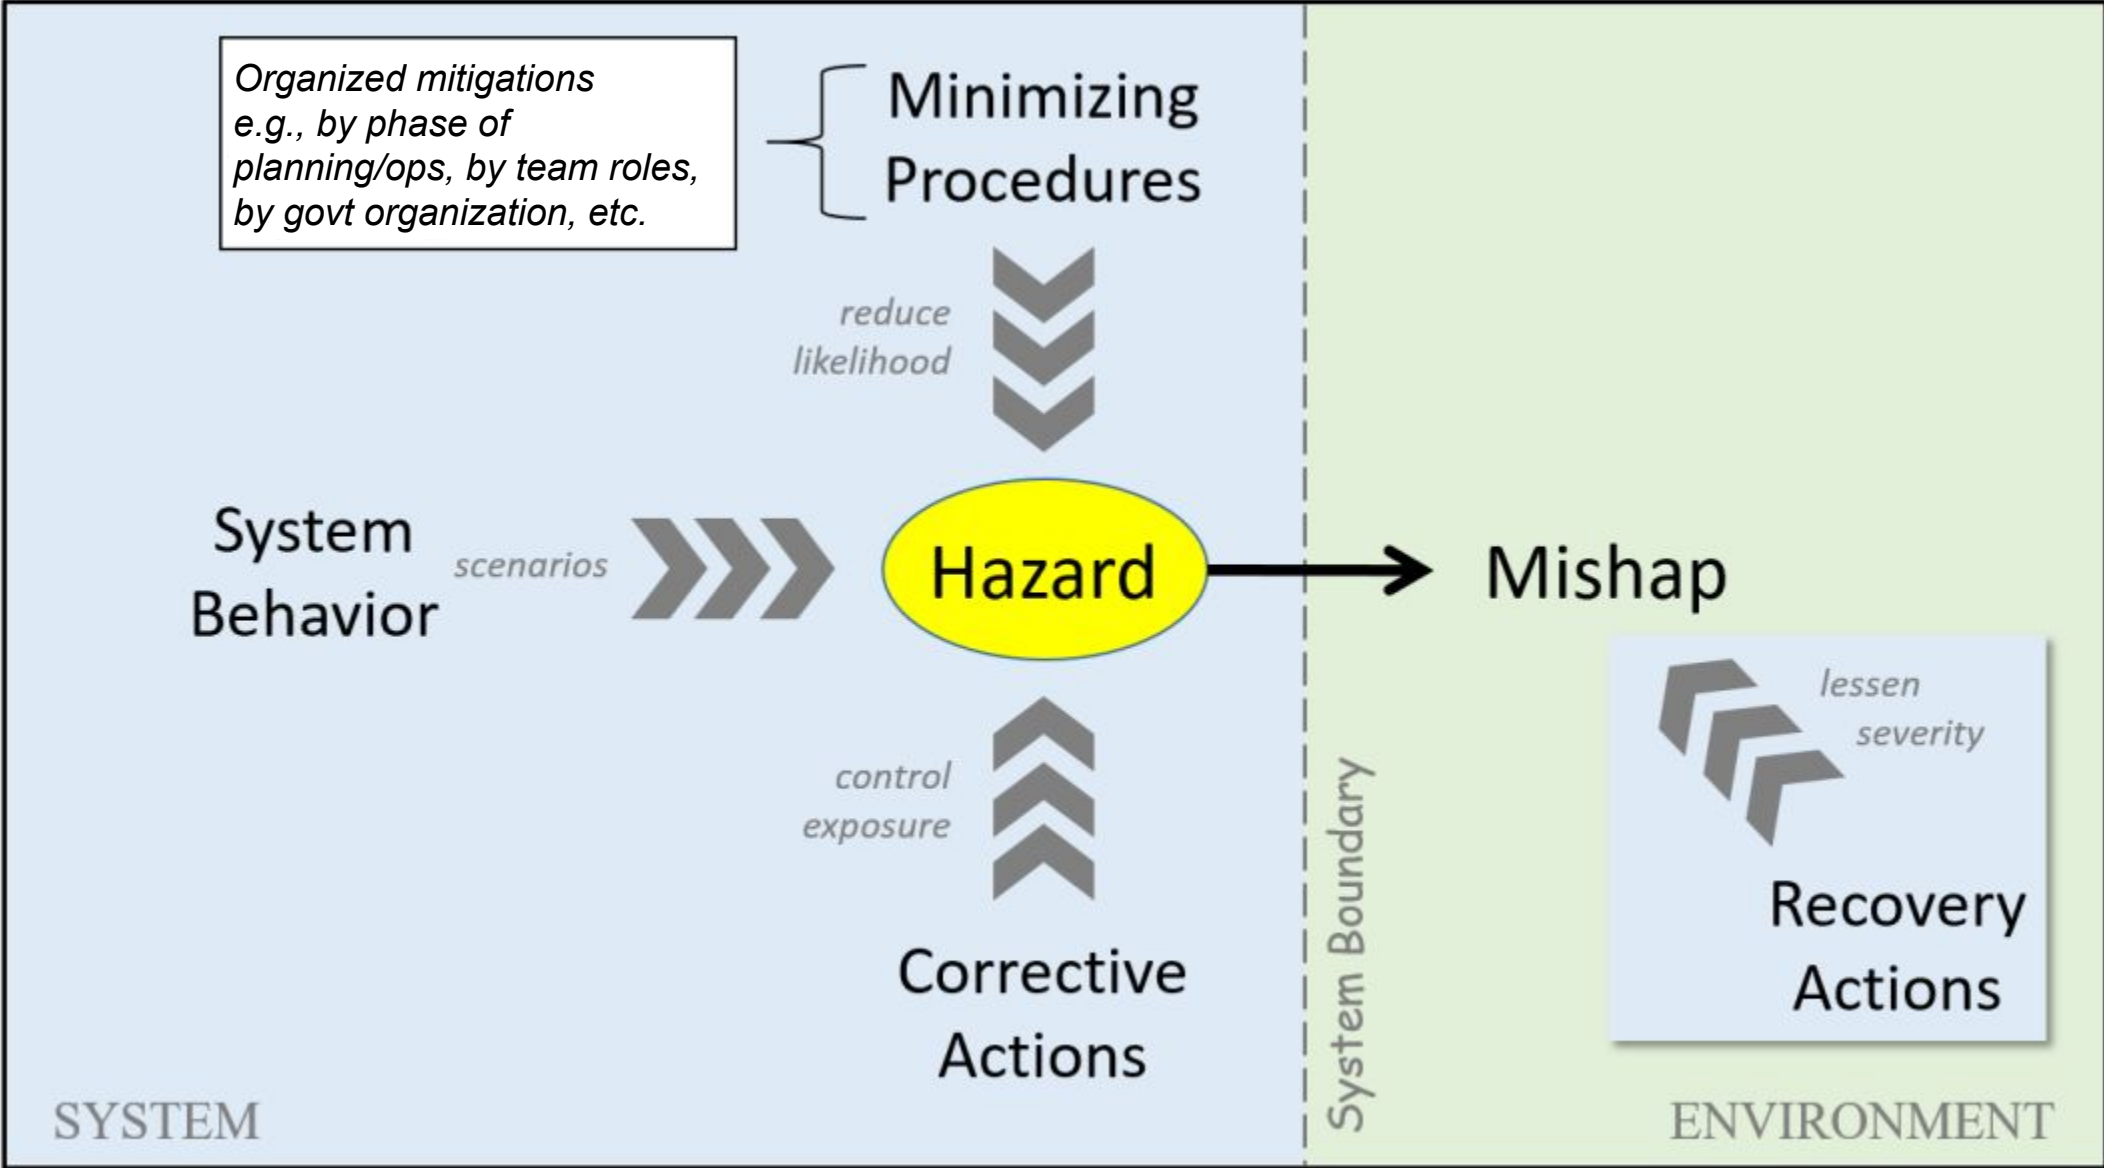 Organized mitigations
e.g., by phase of
planning/ops, by team roles,
by govt organization, etc.
Minimizing
Procedures
reduce
likelihood
System
Behavior
scenarios
Hazard
Mishap
control
exposure
Corrective
Actions
System Boundary
lessen
severity
Recovery
Actions
SYSTEM
ENVIRONMENT